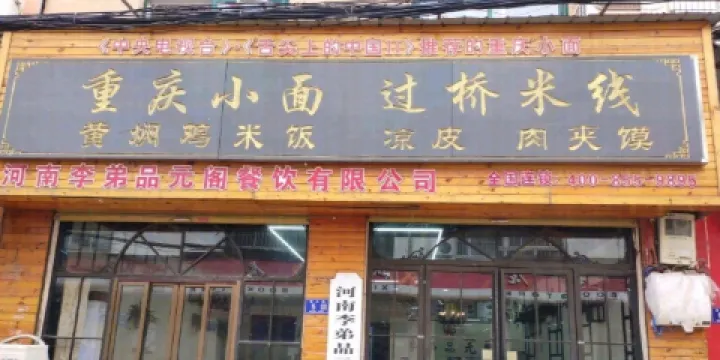 《中央电视台》《舌尖上的中国II》推荐的重庆小面
重庆小面 过桥米线
黄焖鸡米饭 凉皮 肉夹馍
河南李弟品元阁餐饮有限公司 全国连锁:400-855-9895
河南李弟品